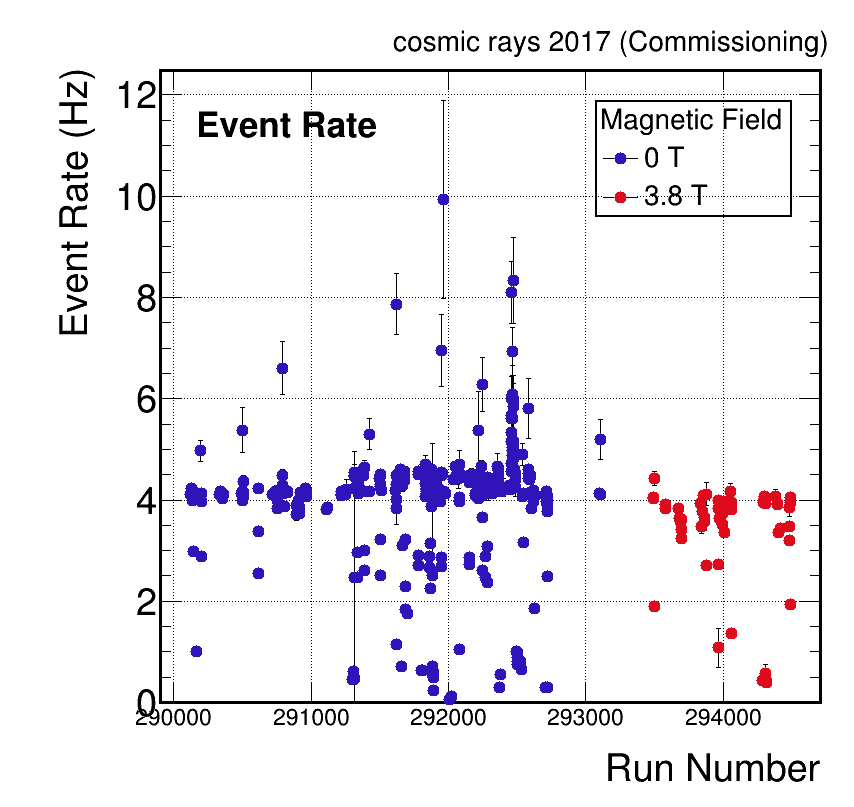 cosmic rays 2017 (Commissioning)
Event Rate (Hz)
12
10
8
6
4
2
0
Event Rate
Magnetic Field
0 T
3.8 T
290000 291000 292000 293000 294000
Run Number